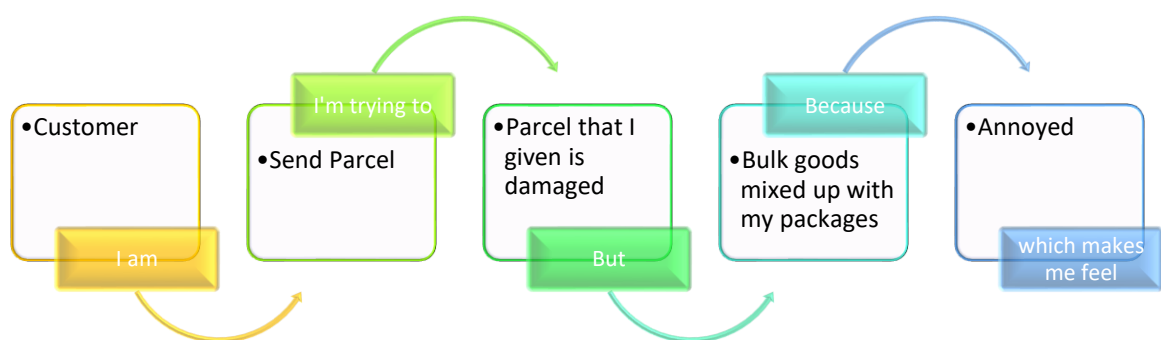 •Customer
I am
I'm trying to
•Send Parcel
•Parcel that I
given is
damaged
But
Because
•Bulk goods
mixed up with
my packages
•Annoyed
which makes
me feel